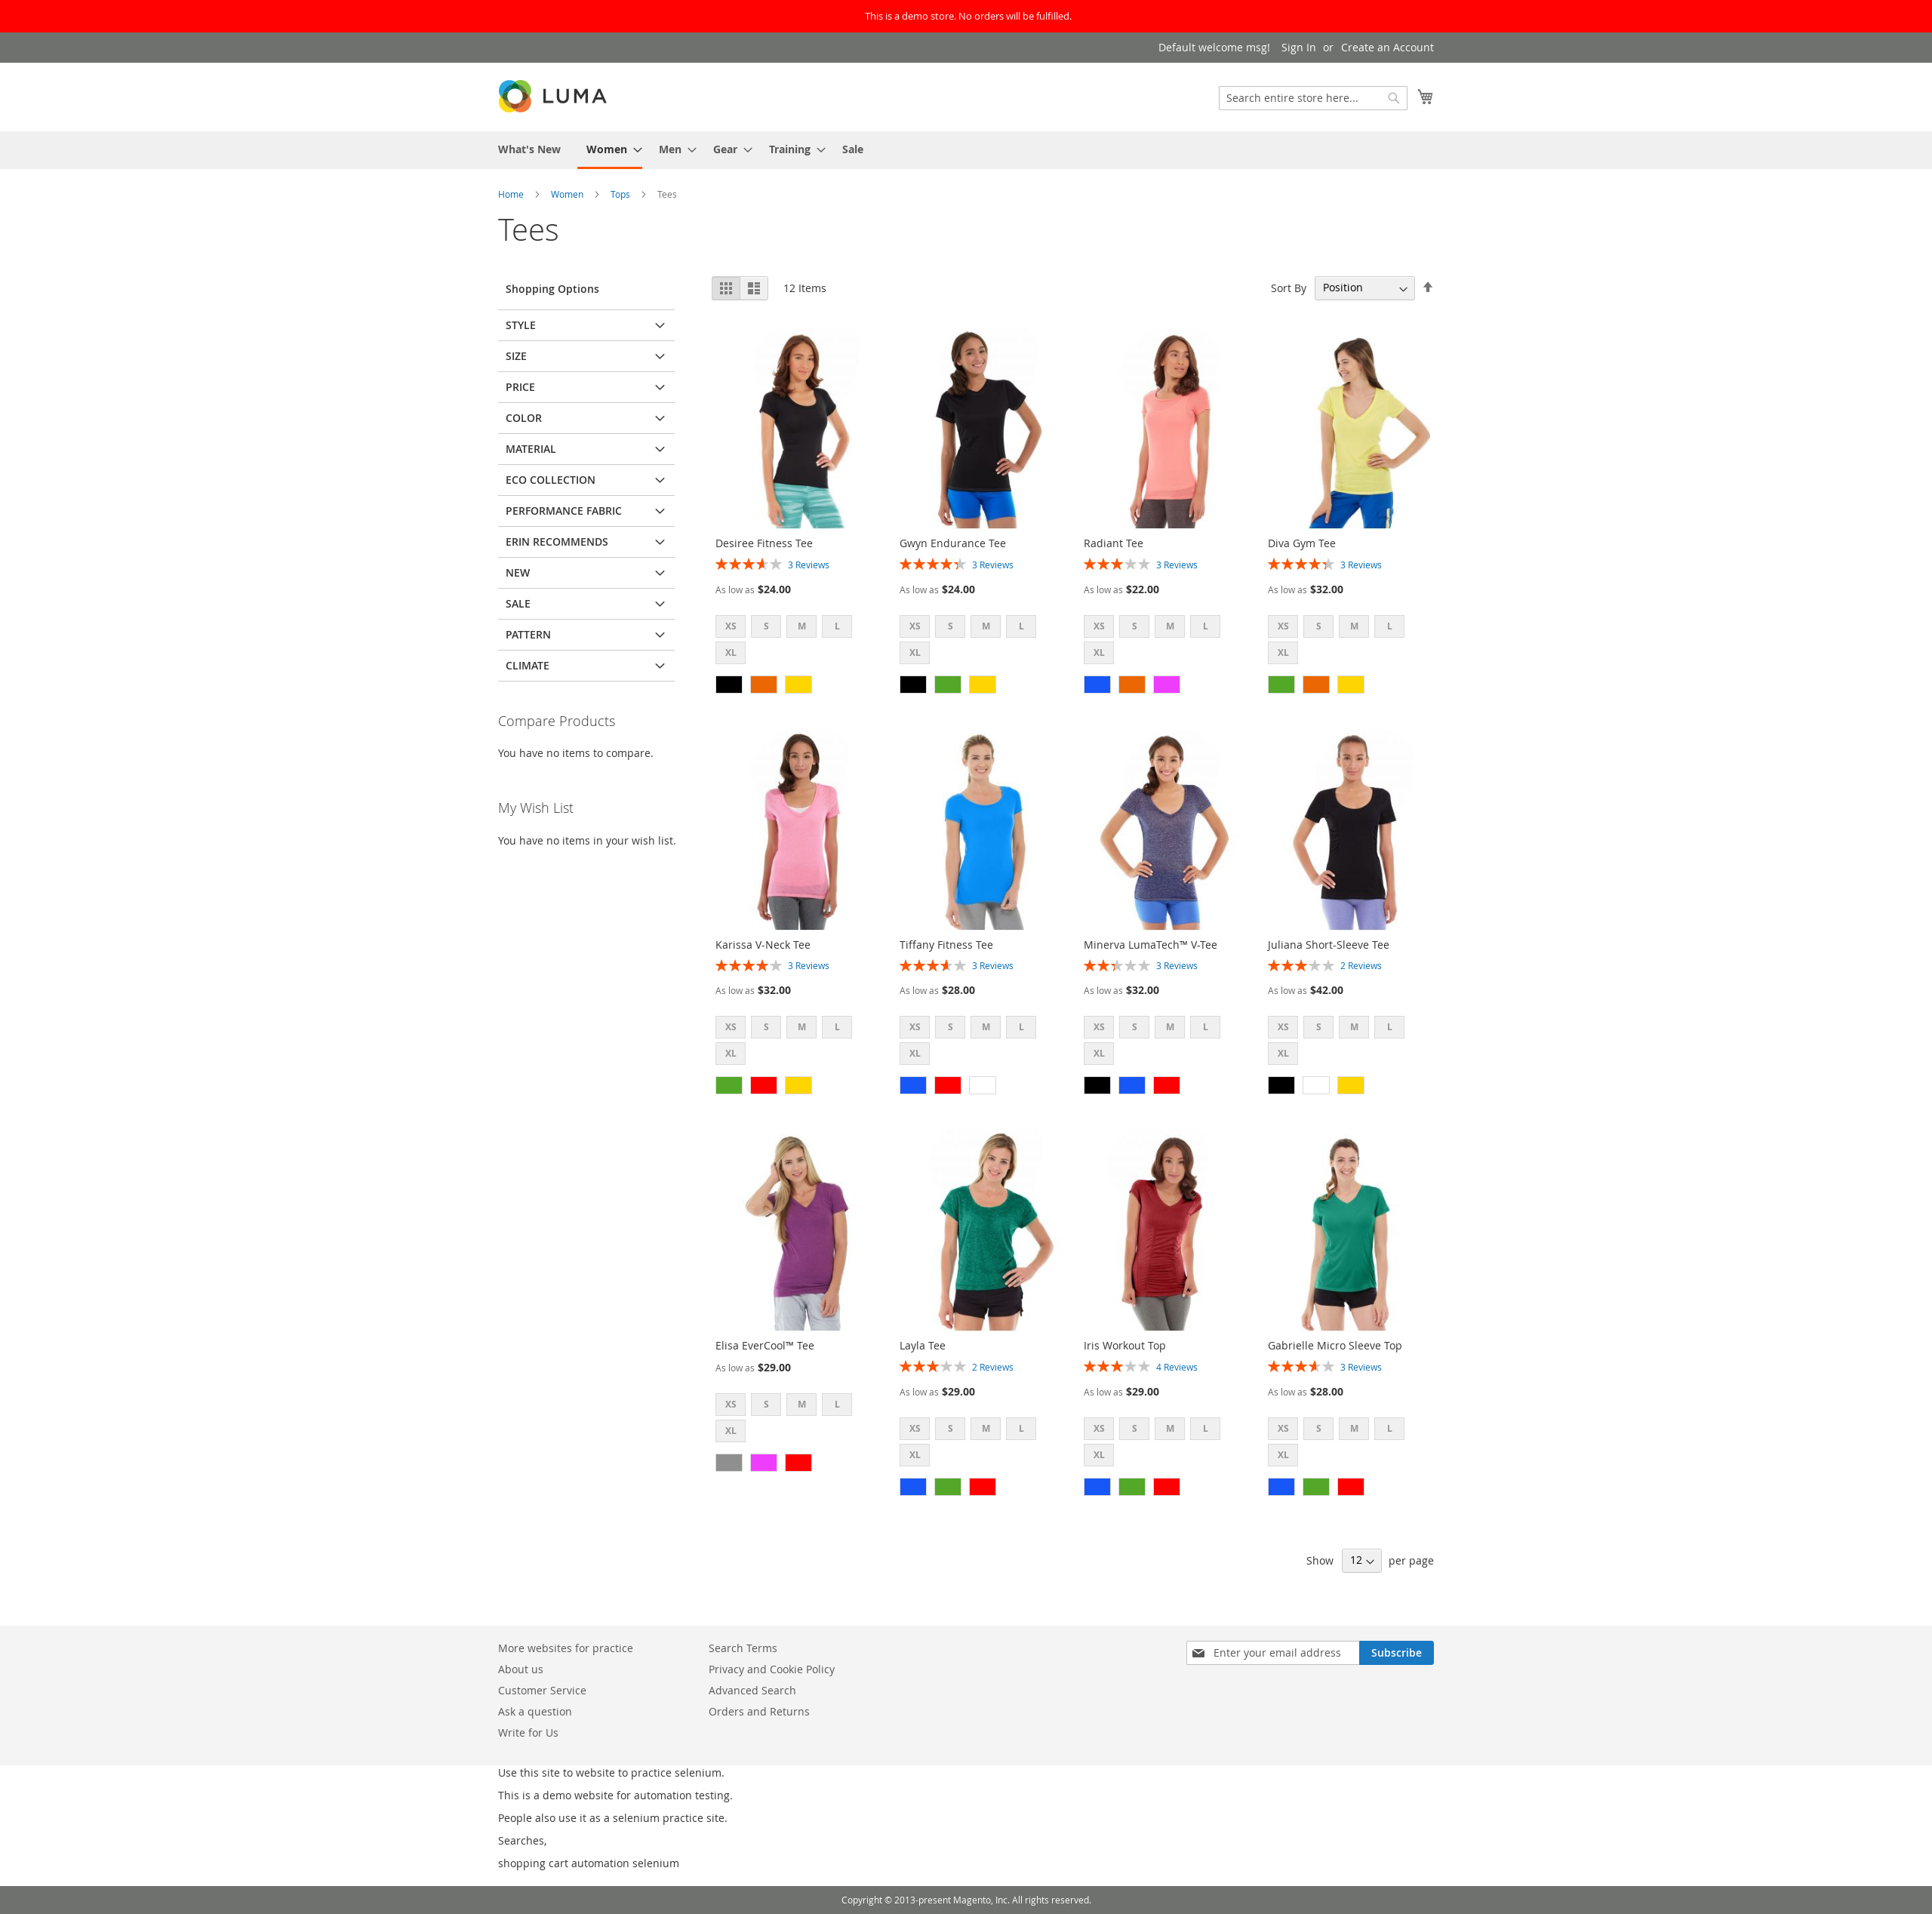 This is a demo store. No orders will be fulfilled.
Default welcome msg! Sign In or Create an Account
LUMA
Search entire store here...
What's New Women Men Gear Training Sale
Home Women Tops Tees
Tees
Shopping Options
STYLE
SIZE
PRICE
COLOR
MATERIAL
ECO COLLECTION
PERFORMANCE FABRIC
ERIN RECOMMENDS
NEW
SALE
PATTERN
CLIMATE
Compare Products
You have no items to compare.
My Wish List
You have no items in your wish list.
12 Items
Sort By Position
Desiree Fitness Tee
3 Reviews
As low as $24.00
XS S M L
XL
Gwyn Endurance Tee
3 Reviews
As low as $24.00
XS S M L
XL
Radiant Tee
3 Reviews
As low as $22.00
XS S M L
XL
Diva Gym Tee
3 Reviews
As low as $32.00
XS S M L
XL
Karissa V-Neck Tee
3 Reviews
As low as $32.00
XS S M L
XL
Tiffany Fitness Tee
3 Reviews
As low as $28.00
XS S M L
XL
Minerva LumaTech™ V-Tee
3 Reviews
As low as $32.00
XS S M L
XL
Juliana Short-Sleeve Tee
2 Reviews
As low as $42.00
XS S M L
XL
Elisa EverCool™ Tee
As low as $29.00
XS S M L
XL
Layla Tee
2 Reviews
As low as $29.00
XS S M L
XL
Iris Workout Top
4 Reviews
As low as $29.00
XS S M L
XL
Gabrielle Micro Sleeve Top
3 Reviews
As low as $28.00
XS S M L
XL
Show 12 per page
More websites for practice
About us
Customer Service
Ask a question
Write for Us
Search Terms
Privacy and Cookie Policy
Advanced Search
Orders and Returns
Enter your email address
Subscribe
Use this site to website to practice selenium.
This is a demo website for automation testing.
People also use it as a selenium practice site.
Searches,
shopping cart automation selenium
Copyright © 2013-present Magento, Inc. All rights reserved.